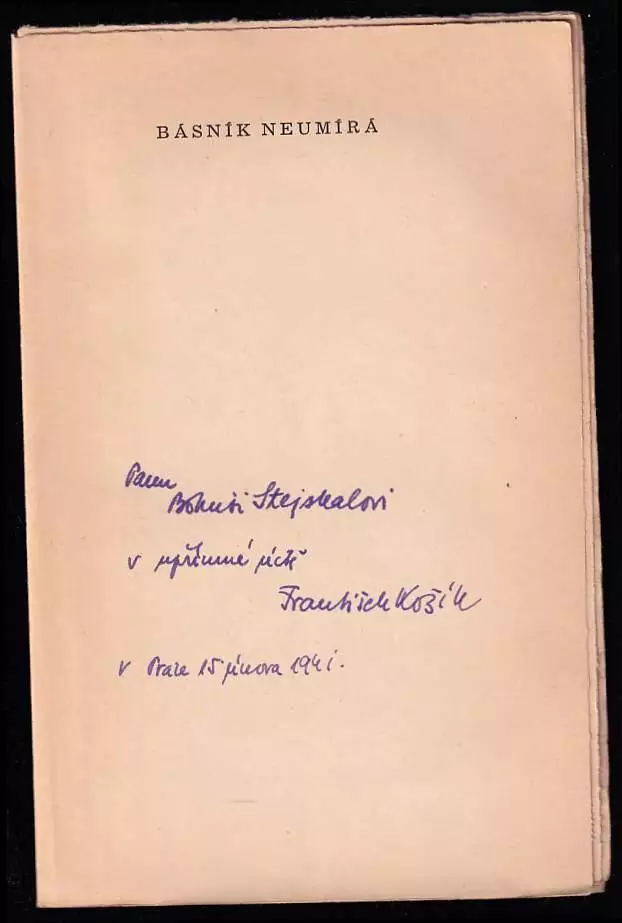 BÁSNÍK NEUMÍRÁ
Panu
Bohuši Stejskalovi
v upřímné úctě
František Kožík
V Praze 15. února 1941.